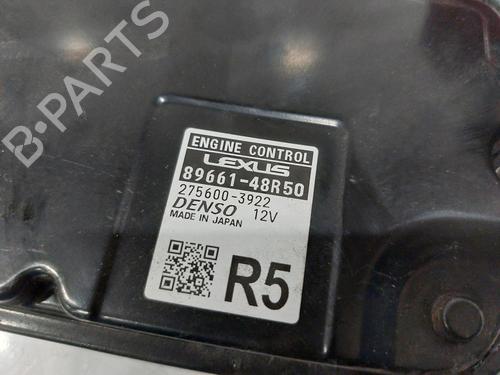 B-PARTS
ENGINE CONTROL
LEXUS
89661-48R50
275600-3922
DENSO 12V
MADE IN JAPAN
R5